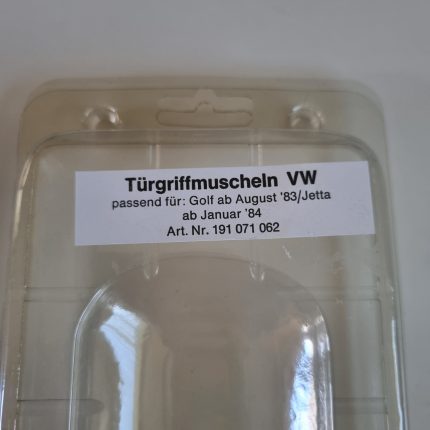 Türgriffmuscheln VW
passend für: Golf ab August '83/Jetta
ab Januar '84
Art. Nr. 191 071 062